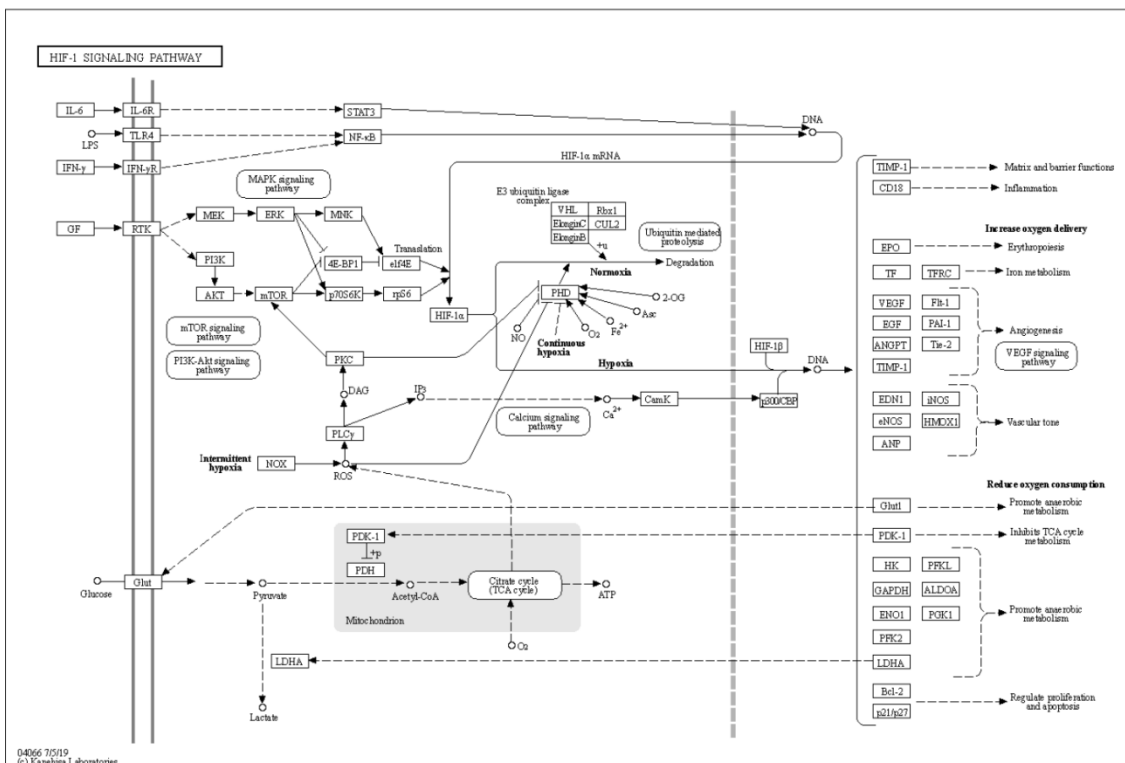 HIF-1 SIGNALING PATHWAY
IL-6
IL-6R
STAT3
DNA
LPS
TLR4
NF-κB
HIF-1α mRNA
IFN-γ
IFN-γR
MAPK signaling
pathway
E3 ubiquitin ligase
complex
VHL
Rbx1
ElonginC
CUL2
ElonginB
+u
Ubiquitin mediated
proteolysis
GF
RTK
MEK
ERK
MNK
Translation
4E-BP1
eIf4E
PI3K
AKT
mTOR
p70S6K
rpS6
HIF-1α
Normoxia
Degradation
PHD
2-OG
Asc
Fe2+
O2
NO
Continuous
hypoxia
Hypoxia
mTOR signaling
pathway
PI3K-Akt signaling
pathway
PKC
DAG
IP3
PLCγ
Calcium signaling
pathway
Ca2+
CamK
HIF-1β
p300/CBP
DNA
Intermittent
hypoxia
NOX
ROS
PDK-1
+p
PDH
Glucose
Glut
Pyruvate
Acetyl-CoA
Citrate cycle
(TCA cycle)
ATP
Mitochondrion
O2
LDHA
Lactate
TIMP-1
Matrix and barrier functions
CD18
Inflammation
Increase oxygen delivery
EPO
Erythropoiesis
TF
TFRC
Iron metabolism
VEGF
Flt-1
EGF
PAI-1
Angiogenesis
ANGPT
Tie-2
VEGF signaling
pathway
TIMP-1
EDN1
iNOS
eNOS
HMOX1
Vascular tone
ANP
Reduce oxygen consumption
Glut1
Promote anaerobic
metabolism
PDK-1
Inhibits TCA cycle
metabolism
HK
PFKL
GAPDH
ALDOA
ENO1
PGK1
Promote anaerobic
metabolism
PFK2
LDHA
Bcl-2
p21/p27
Regulate proliferation
and apoptosis
04066 7/5/19
(c) Kanehisa Laboratories